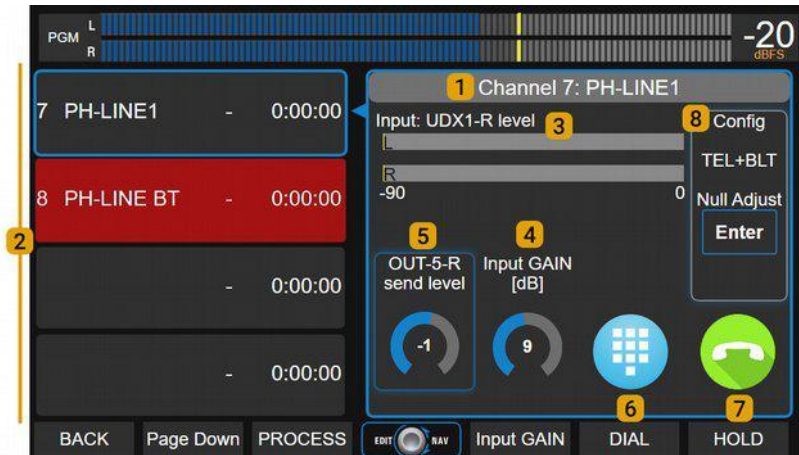 PGM
L
R
-20
dBFS
1 Channel 7: PH-LINE1
7 PH-LINE1 - 0:00:00
Input: UDX1-R level 3
L
R
-90 0
8 Config
TEL+BLT
Null Adjust
Enter
8 PH-LINE BT - 0:00:00
2
5
OUT-5-R
send level
-1
4
Input GAIN
[dB]
9
- 0:00:00
- 0:00:00
6
7
BACK Page Down PROCESS EDIT NAV Input GAIN DIAL HOLD